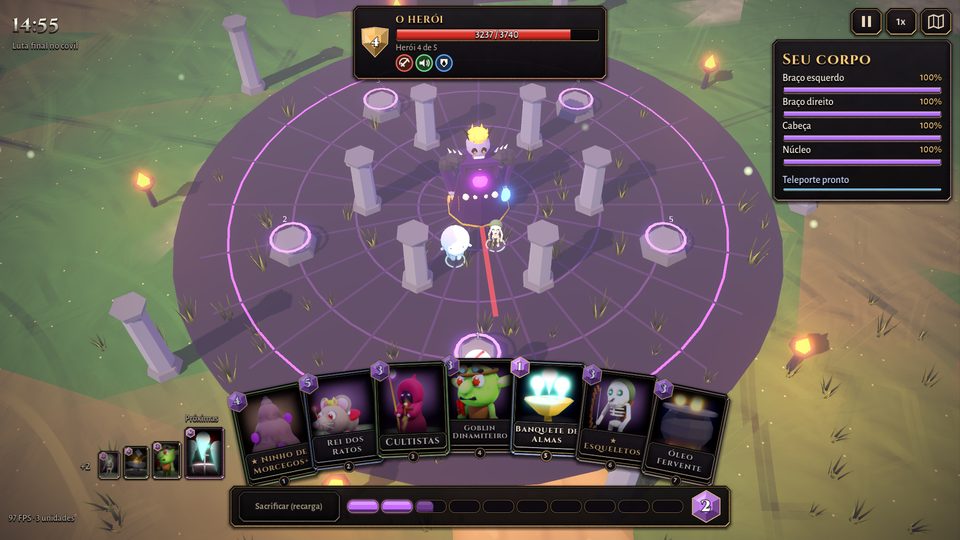 14:55
Luta final no covil
O HERÓI
4
3237 / 3740
Herói 4 de 5
1x
SEU CORPO
Braço esquerdo 100%
Braço direito 100%
Cabeça 100%
Núcleo 100%
Teleporte pronto
2
5
Próximas
+2
4
★ NINHO DE MORCEGOS+
1
5
REI DOS RATOS
2
3
CULTISTAS
3
3
GOBLIN DINAMITEIRO
4
1
BANQUETE DE ALMAS
5
3
★ ESQUELETOS
6
3
ÓLEO FERVENTE
7
Sacrificar (recarga)
2
97 FPS · 3 unidades